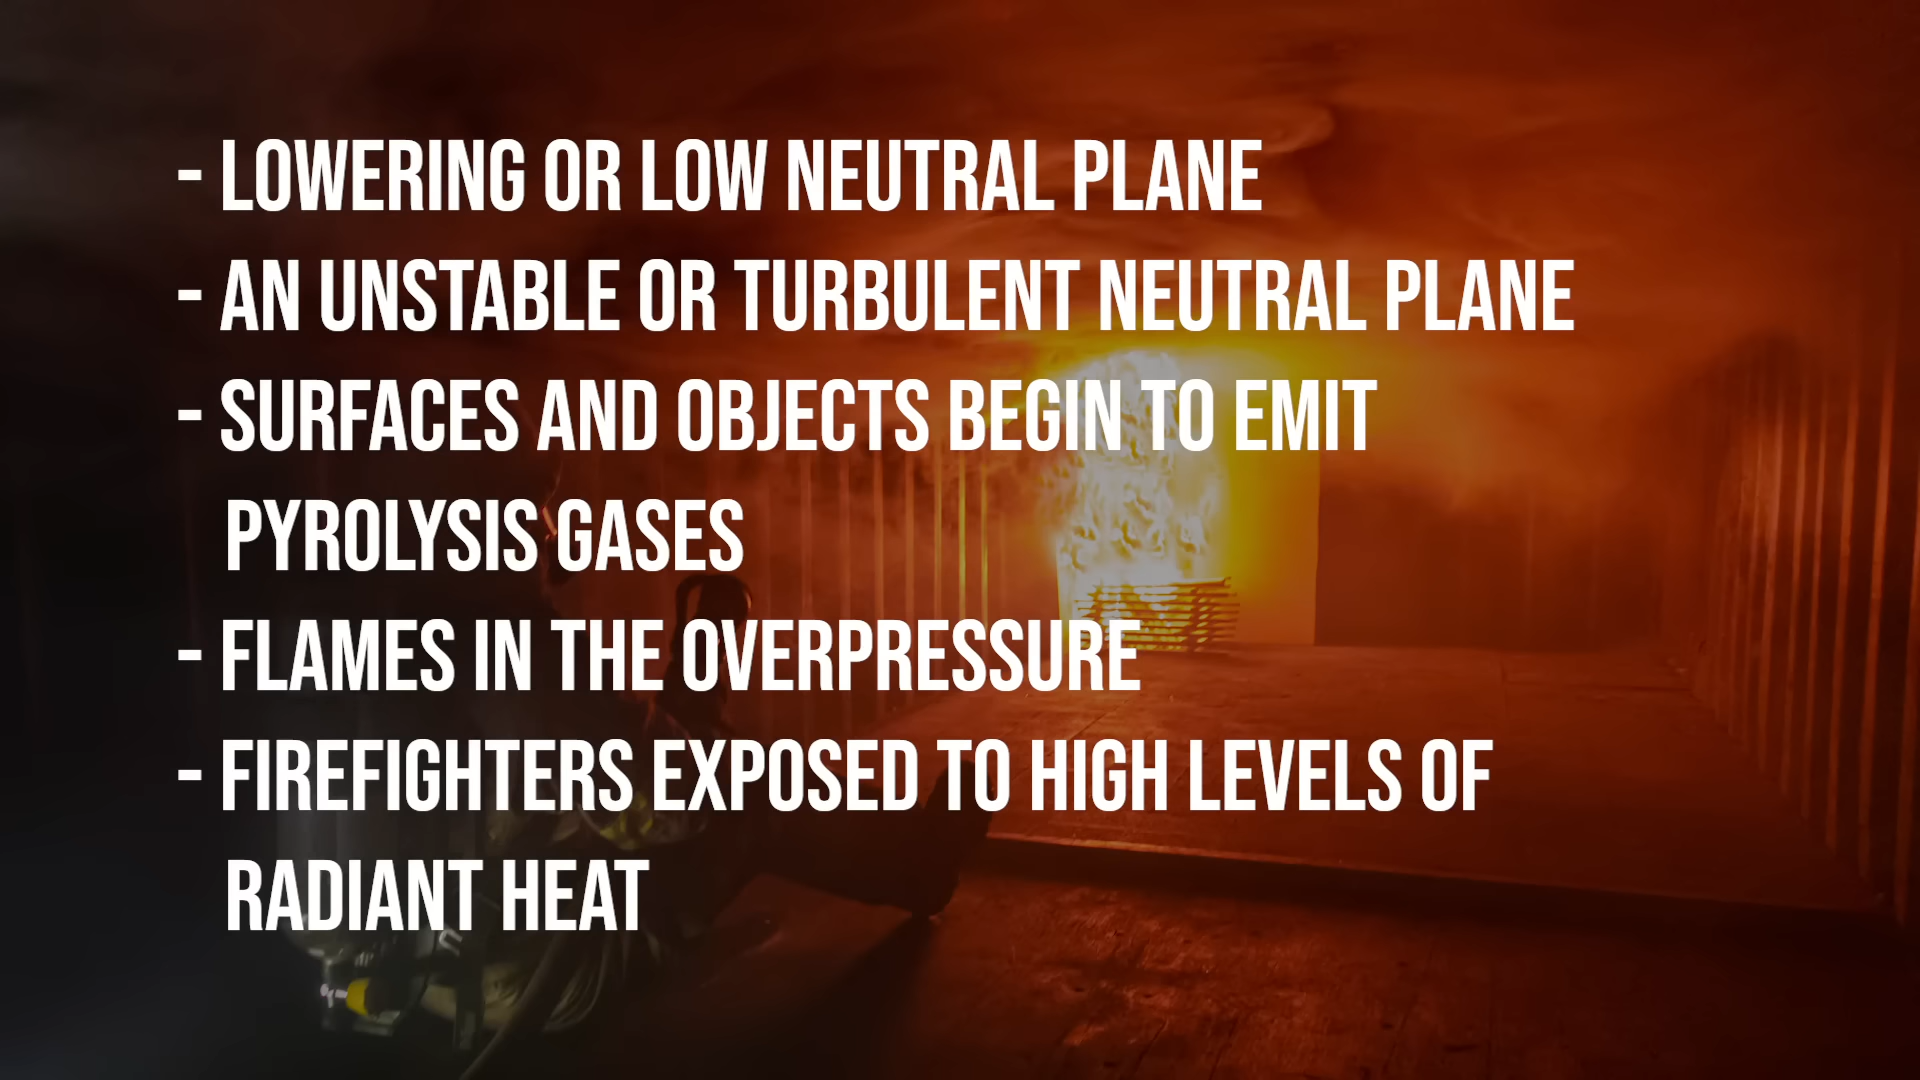 - LOWERING OR LOW NEUTRAL PLANE
- AN UNSTABLE OR TURBULENT NEUTRAL PLANE
- SURFACES AND OBJECTS BEGIN TO EMIT
PYROLYSIS GASES
- FLAMES IN THE OVERPRESSURE
- FIREFIGHTERS EXPOSED TO HIGH LEVELS OF
RADIANT HEAT